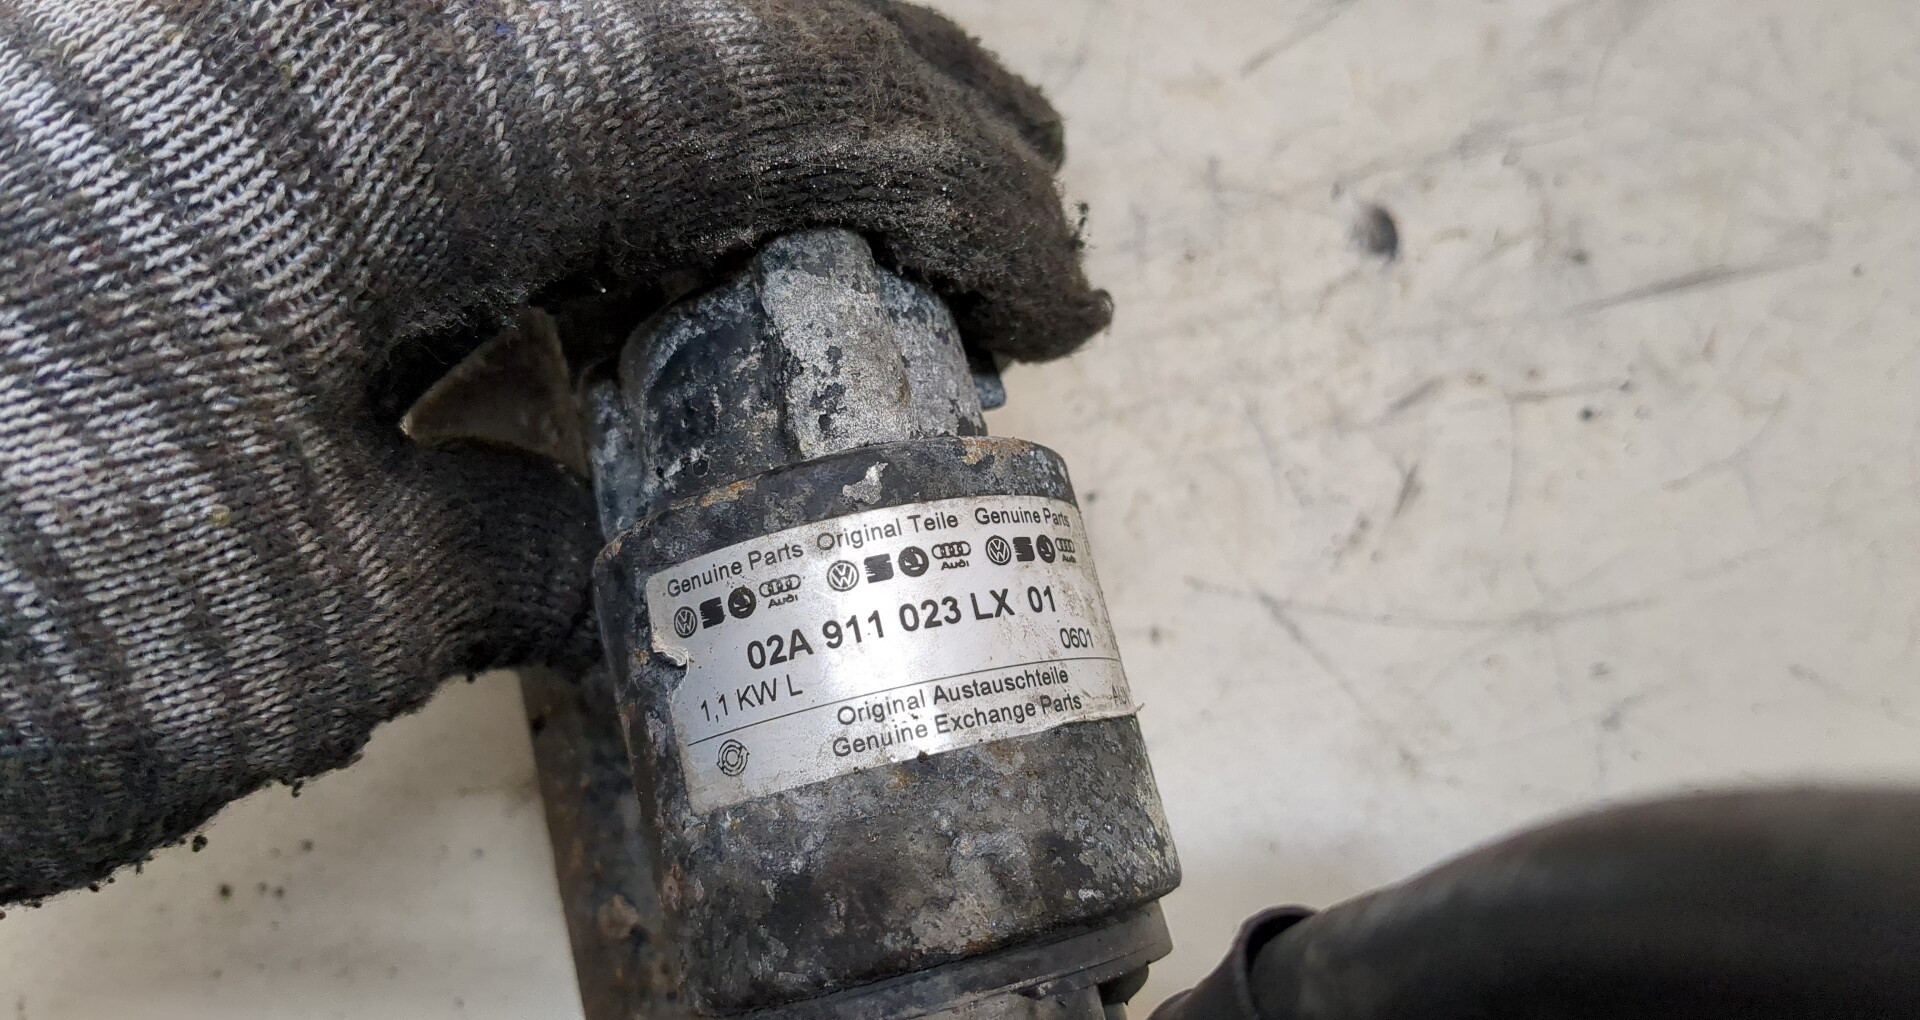 Genuine Parts Original Teile Genuine Parts
Audi Audi Audi
02A 911 023 LX 01
1,1 KW L 0601
Original Austauschteile
Genuine Exchange Parts